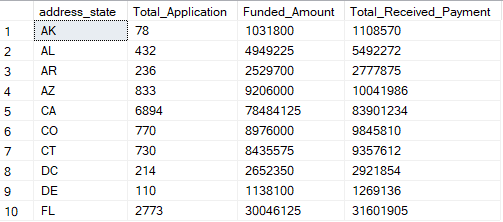 address_state Total_Application Funded_Amount Total_Received_Payment
1 AK 78 1031800 1108570
2 AL 432 4949225 5492272
3 AR 236 2529700 2777875
4 AZ 833 9206000 10041986
5 CA 6894 78484125 83901234
6 CO 770 8976000 9845810
7 CT 730 8435575 9357612
8 DC 214 2652350 2921854
9 DE 110 1138100 1269136
10 FL 2773 30046125 31601905